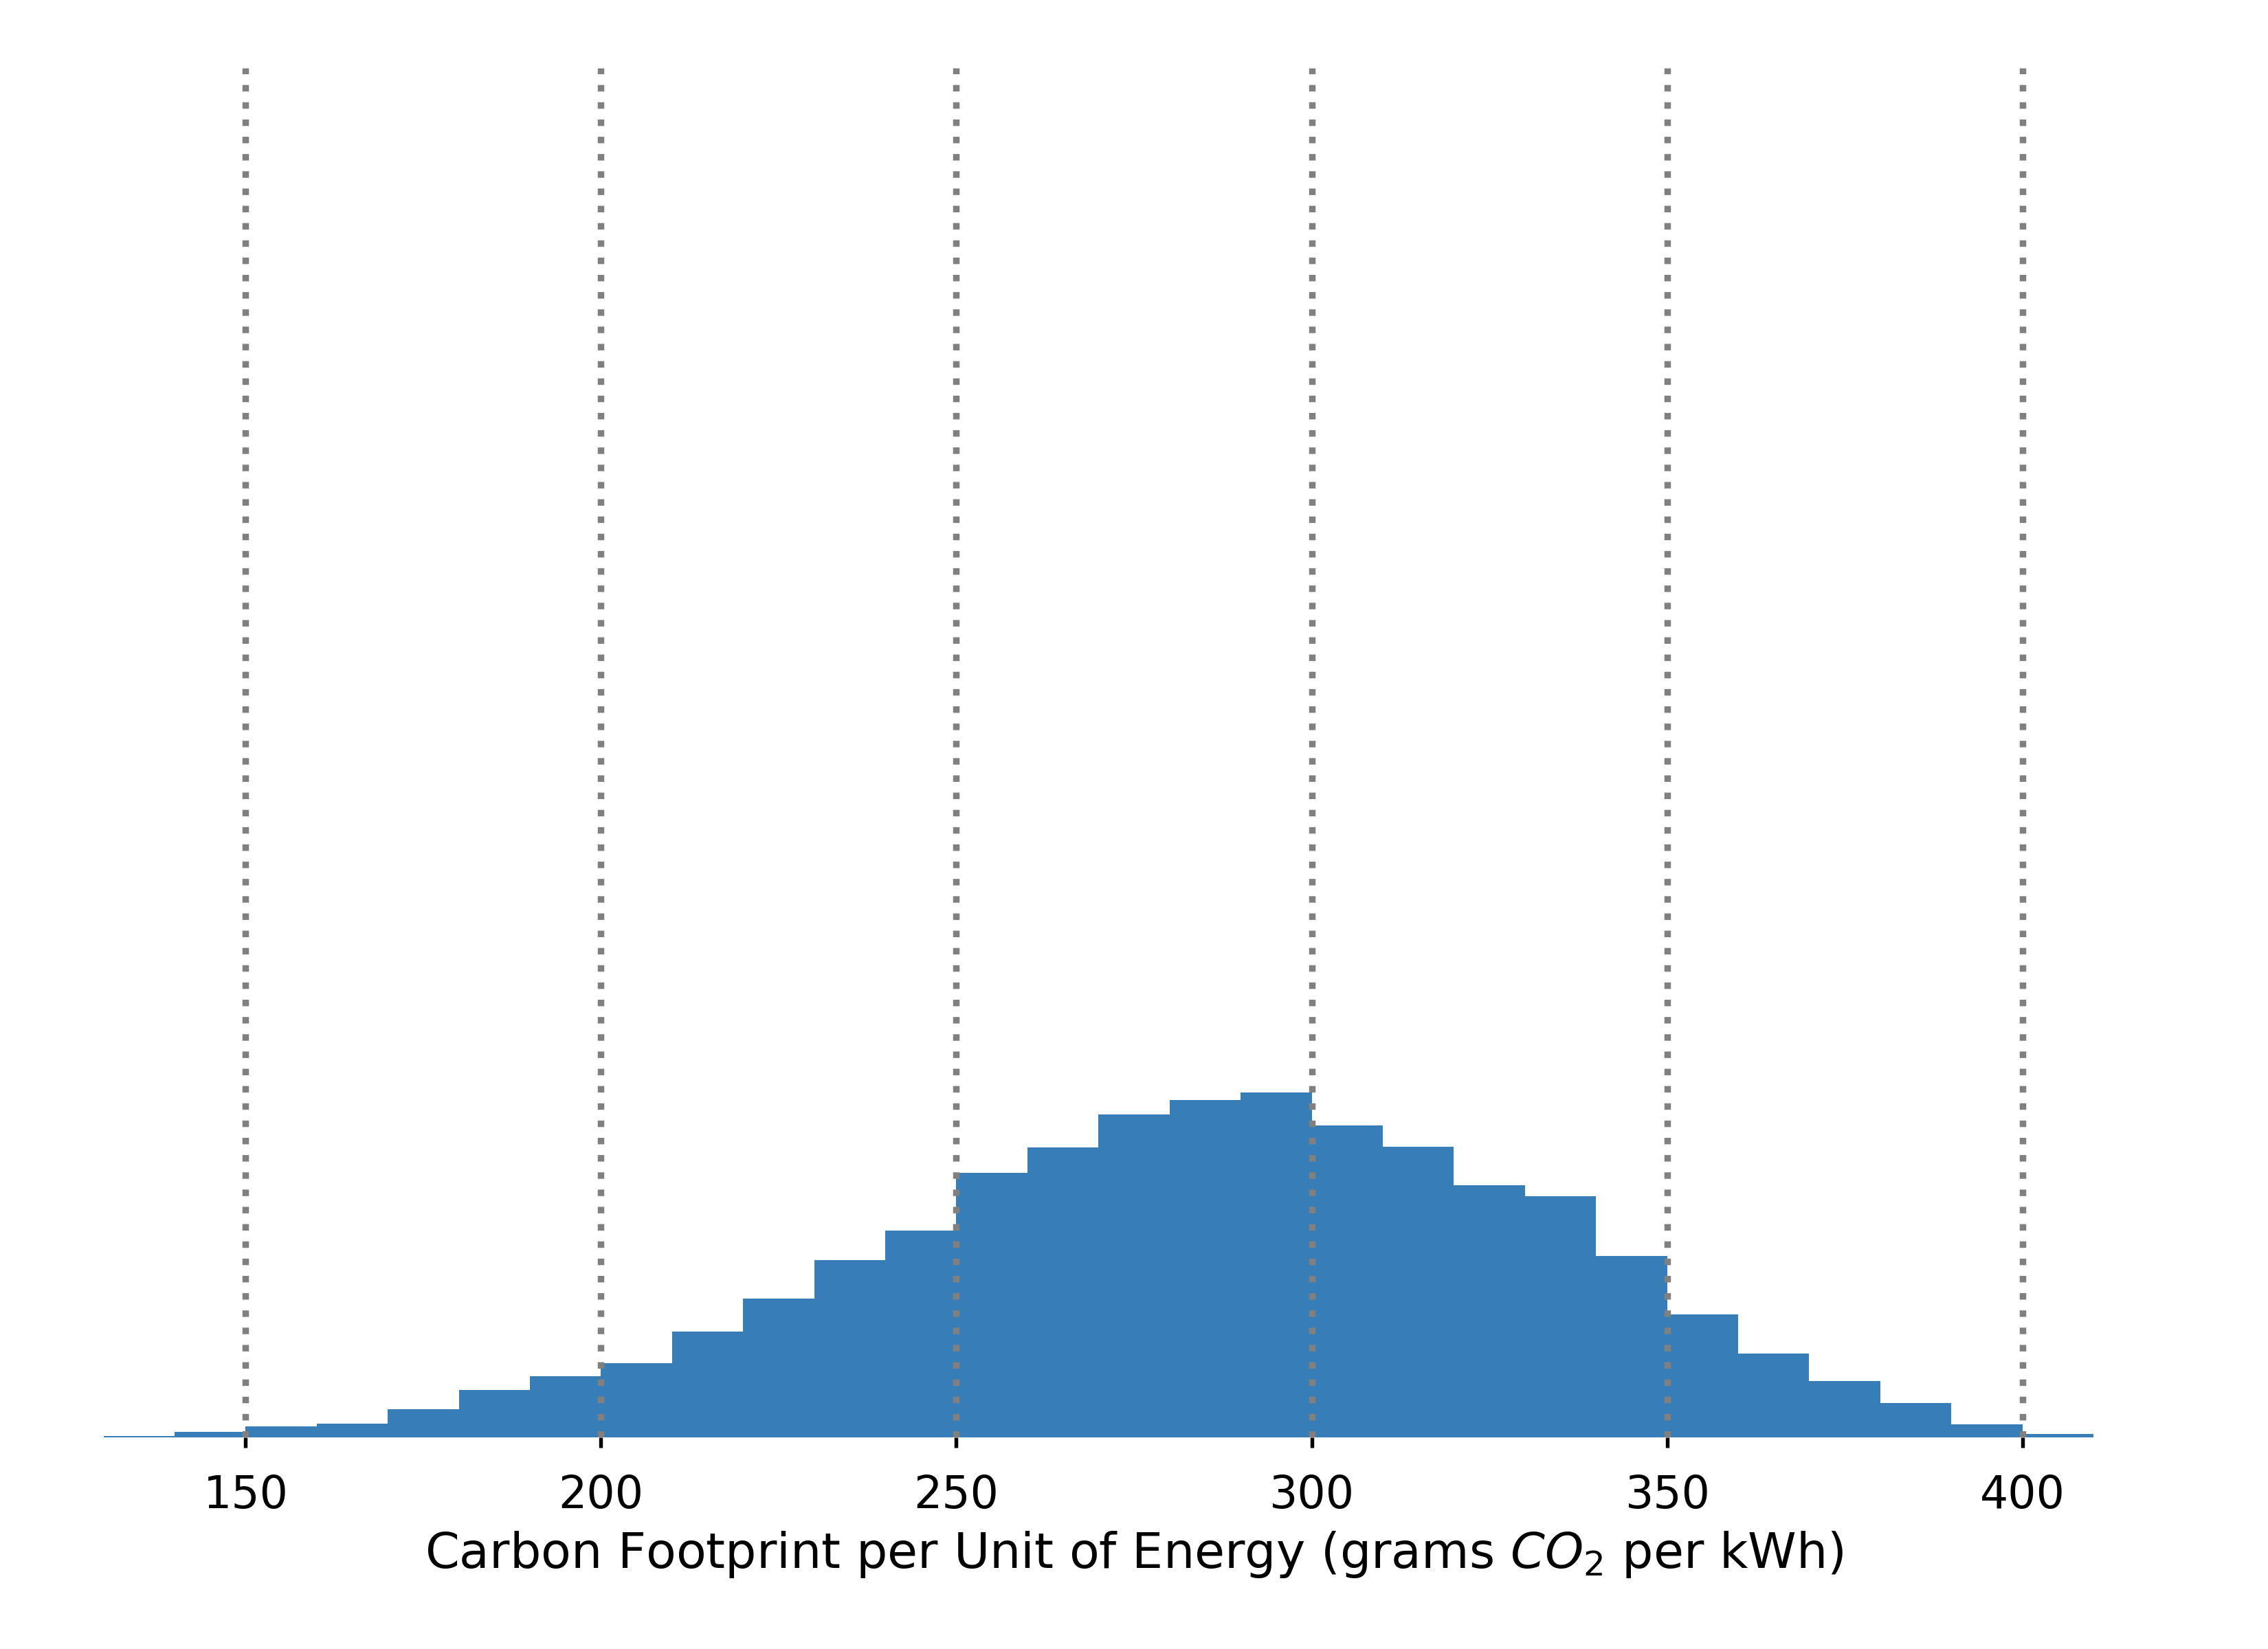 150 200 250 300 350 400
Carbon Footprint per Unit of Energy (grams CO₂ per kWh)